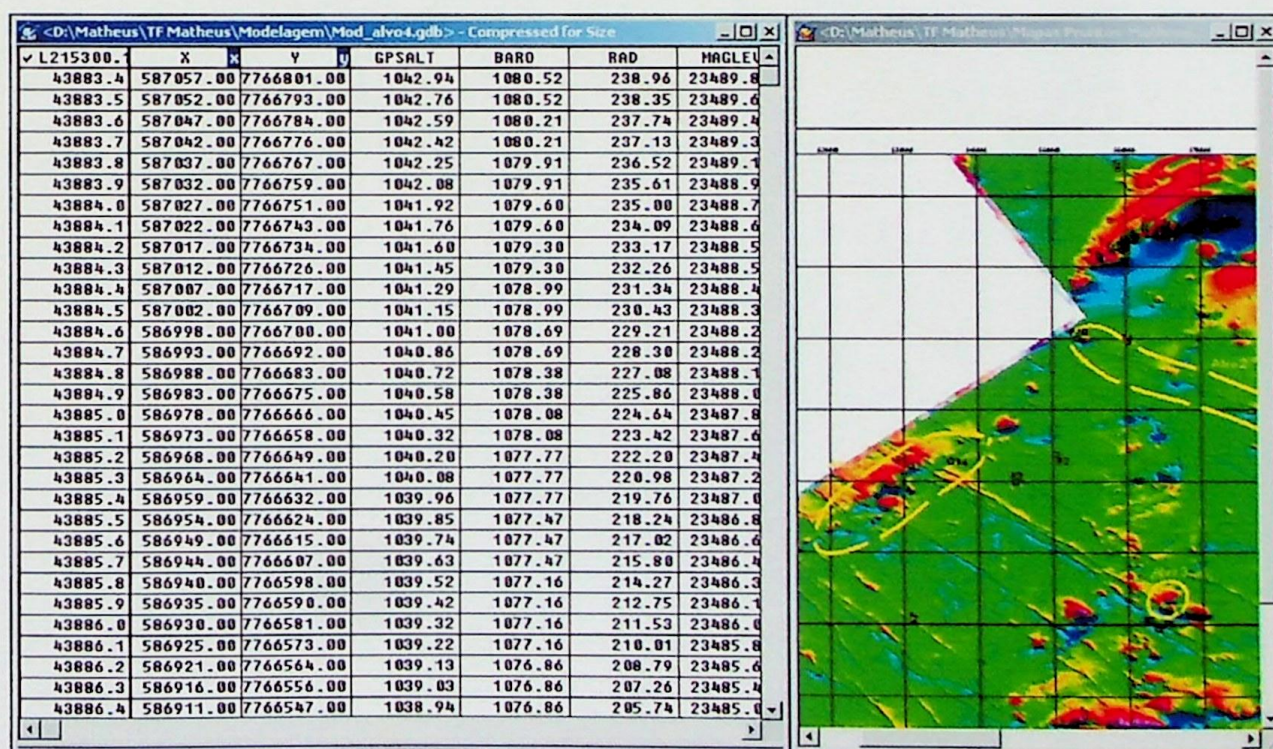 <D:\Matheus\TF Matheus\Modelagem\Mod_alvo4.gdb> - Compressed for Size
L215300.1 X x Y y GPSALT BARO RAD MAGLEV
43883.4 587057.00 7766801.00 1042.94 1080.52 238.96 23489.8
43883.5 587052.00 7766793.00 1042.76 1080.52 238.35 23489.6
43883.6 587047.00 7766784.00 1042.59 1080.21 237.74 23489.4
43883.7 587042.00 7766776.00 1042.42 1080.21 237.13 23489.3
43883.8 587037.00 7766767.00 1042.25 1079.91 236.52 23489.1
43883.9 587032.00 7766759.00 1042.08 1079.91 235.61 23488.9
43884.0 587027.00 7766751.00 1041.92 1079.60 235.00 23488.7
43884.1 587022.00 7766743.00 1041.76 1079.60 234.09 23488.6
43884.2 587017.00 7766734.00 1041.60 1079.30 233.17 23488.5
43884.3 587012.00 7766726.00 1041.45 1079.30 232.26 23488.5
43884.4 587007.00 7766717.00 1041.29 1078.99 231.34 23488.4
43884.5 587002.00 7766709.00 1041.15 1078.99 230.43 23488.3
43884.6 586998.00 7766700.00 1041.00 1078.69 229.21 23488.2
43884.7 586993.00 7766692.00 1040.86 1078.69 228.30 23488.2
43884.8 586988.00 7766683.00 1040.72 1078.38 227.08 23488.1
43884.9 586983.00 7766675.00 1040.58 1078.38 225.86 23488.0
43885.0 586978.00 7766666.00 1040.45 1078.08 224.64 23487.8
43885.1 586973.00 7766658.00 1040.32 1078.08 223.42 23487.6
43885.2 586968.00 7766649.00 1040.20 1077.77 222.20 23487.4
43885.3 586964.00 7766641.00 1040.08 1077.77 220.98 23487.2
43885.4 586959.00 7766632.00 1039.96 1077.77 219.76 23487.0
43885.5 586954.00 7766624.00 1039.85 1077.47 218.24 23486.8
43885.6 586949.00 7766615.00 1039.74 1077.47 217.02 23486.6
43885.7 586944.00 7766607.00 1039.63 1077.47 215.80 23486.4
43885.8 586940.00 7766598.00 1039.52 1077.16 214.27 23486.3
43885.9 586935.00 7766590.00 1039.42 1077.16 212.75 23486.1
43886.0 586930.00 7766581.00 1039.32 1077.16 211.53 23486.0
43886.1 586925.00 7766573.00 1039.22 1077.16 210.01 23485.8
43886.2 586921.00 7766564.00 1039.13 1076.86 208.79 23485.6
43886.3 586916.00 7766556.00 1039.03 1076.86 207.26 23485.4
43886.4 586911.00 7766547.00 1038.94 1076.86 205.74 23485.0
<D:\Matheus\TF Matheus\Mapas